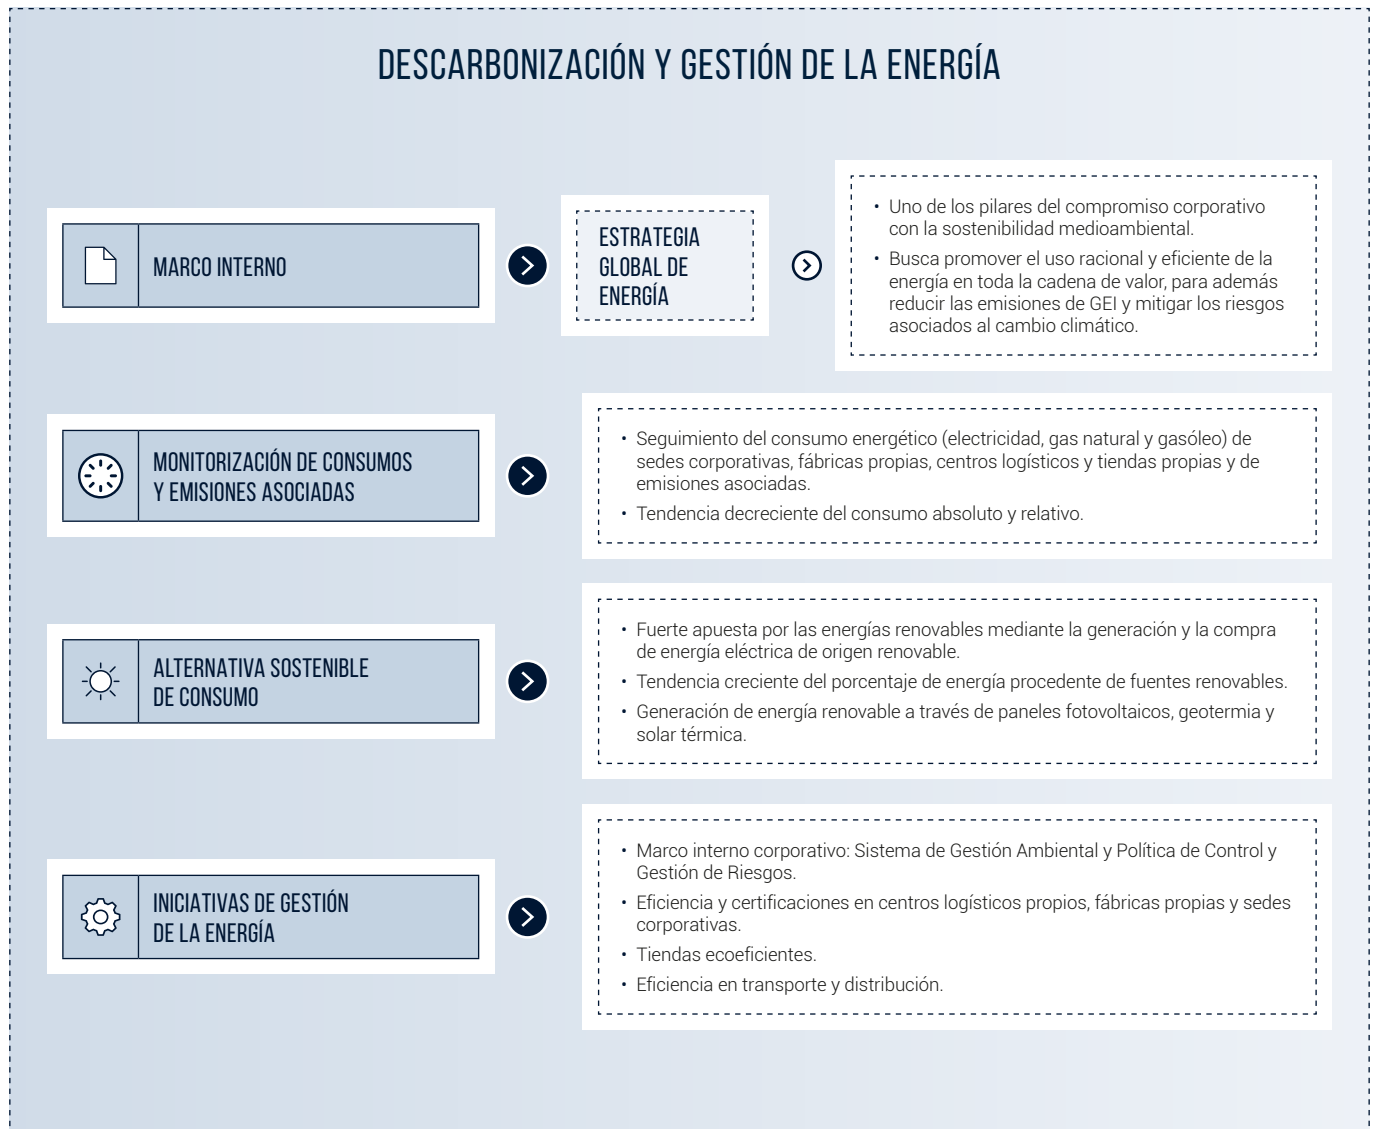 DESCARBONIZACIÓN Y GESTIÓN DE LA ENERGÍA
MARCO INTERNO
ESTRATEGIA
GLOBAL DE
ENERGÍA
• Uno de los pilares del compromiso corporativo
con la sostenibilidad medioambiental.
• Busca promover el uso racional y eficiente de la
energía en toda la cadena de valor, para además
reducir las emisiones de GEI y mitigar los riesgos
asociados al cambio climático.
MONITORIZACIÓN DE CONSUMOS
Y EMISIONES ASOCIADAS
• Seguimiento del consumo energético (electricidad, gas natural y gasóleo) de
sedes corporativas, fábricas propias, centros logísticos y tiendas propias y de
emisiones asociadas.
• Tendencia decreciente del consumo absoluto y relativo.
ALTERNATIVA SOSTENIBLE
DE CONSUMO
• Fuerte apuesta por las energías renovables mediante la generación y la compra
de energía eléctrica de origen renovable.
• Tendencia creciente del porcentaje de energía procedente de fuentes renovables.
• Generación de energía renovable a través de paneles fotovoltaicos, geotermia y
solar térmica.
INICIATIVAS DE GESTIÓN
DE LA ENERGÍA
• Marco interno corporativo: Sistema de Gestión Ambiental y Política de Control y
Gestión de Riesgos.
• Eficiencia y certificaciones en centros logísticos propios, fábricas propias y sedes
corporativas.
• Tiendas ecoeficientes.
• Eficiencia en transporte y distribución.